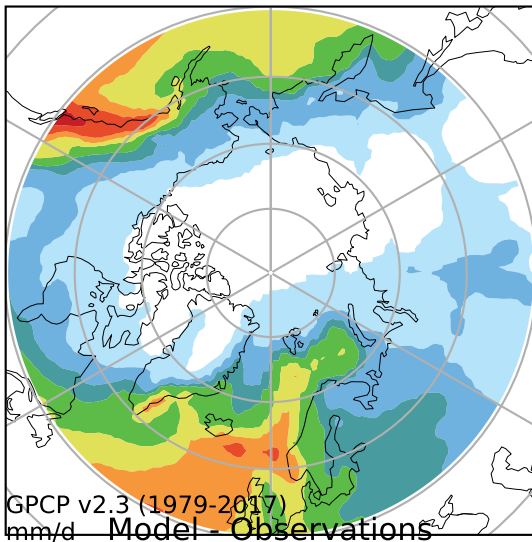 GPCP v2.3 (1979-2017)
mm/d Model - Observations